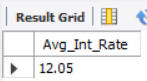 Result Grid
Avg_Int_Rate
12.05